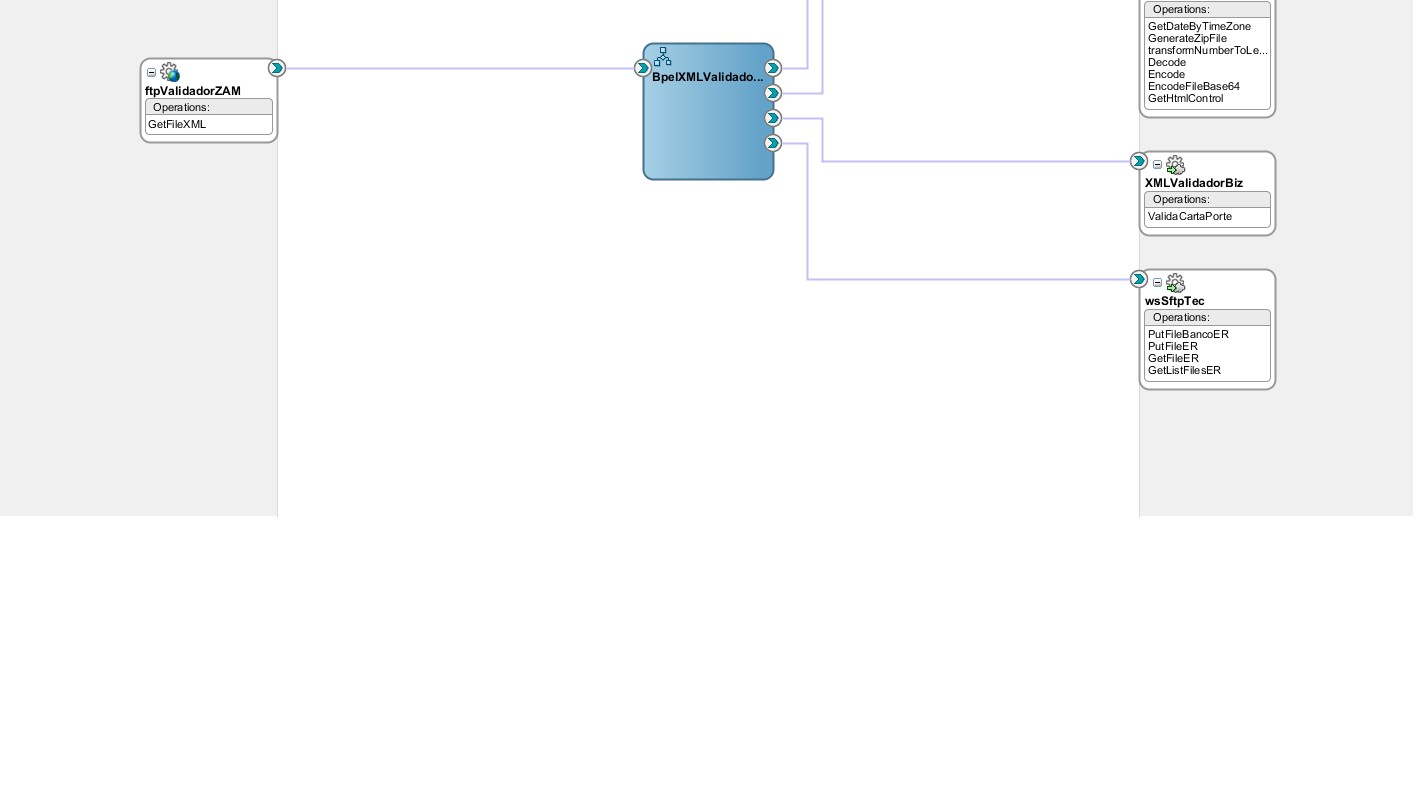 ftpValidadorZAM
Operations:
GetFileXML
BpelXMLValidado...
Operations:
GetDateByTimeZone
GenerateZipFile
transformNumberToLe...
Decode
Encode
EncodeFileBase64
GetHtmlControl
XMLValidadorBiz
Operations:
ValidaCartaPorte
wsSftpTec
Operations:
PutFileBancoER
PutFileER
GetFileER
GetListFilesER